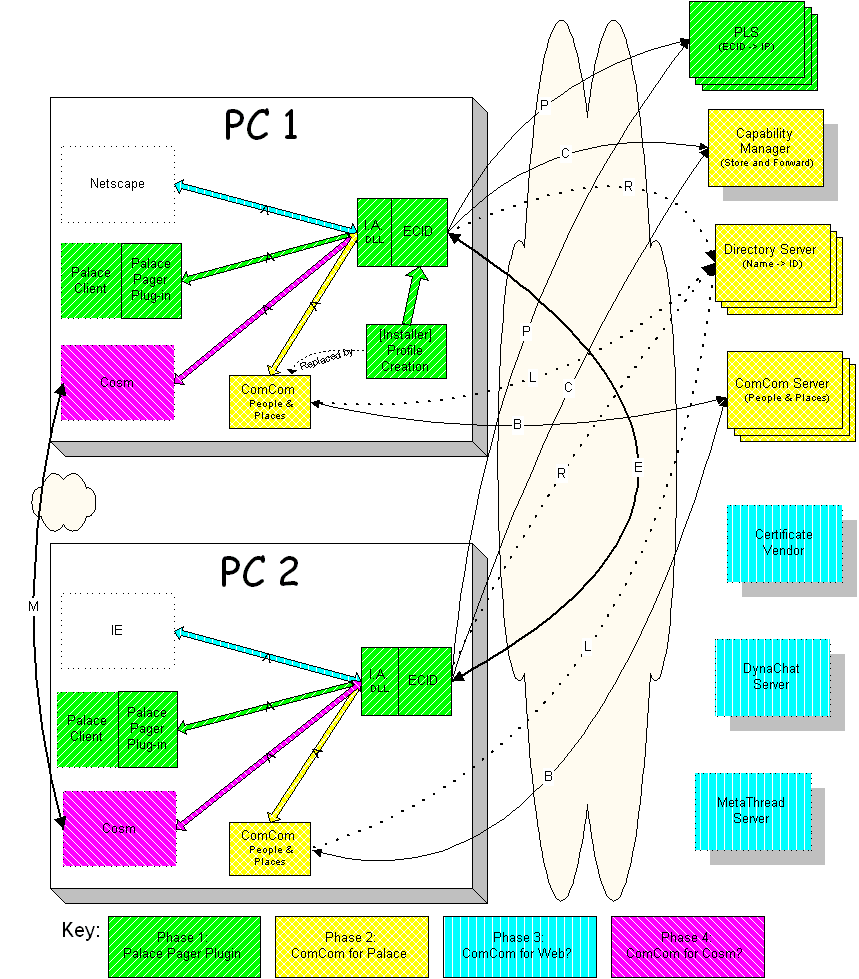 PLS
(ECID -> IP)
PC 1
P
Capability
Manager
(Store and Forward)
C
Netscape
R
A
I.A.
DLL
ECID
Directory Server
(Name -> ID)
Palace
Client
Palace
Pager
Plug-in
A
A
A
[Installer]
Profile
Creation
P
Replaced by
Cosm
ComCom
People &
Places
L
C
ComCom Server
(People & Places)
B
E
R
Certificate
Vendor
PC 2
M
IE
A
I.A.
DLL
ECID
L
DynaChat
Server
Palace
Client
Palace
Pager
Plug-in
A
A
A
B
MetaThread
Server
Cosm
ComCom
People &
Places
Key:
Phase 1:
Palace Pager Plugin
Phase 2:
ComCom for Palace
Phase 3:
ComCom for Web?
Phase 4:
ComCom for Cosm?